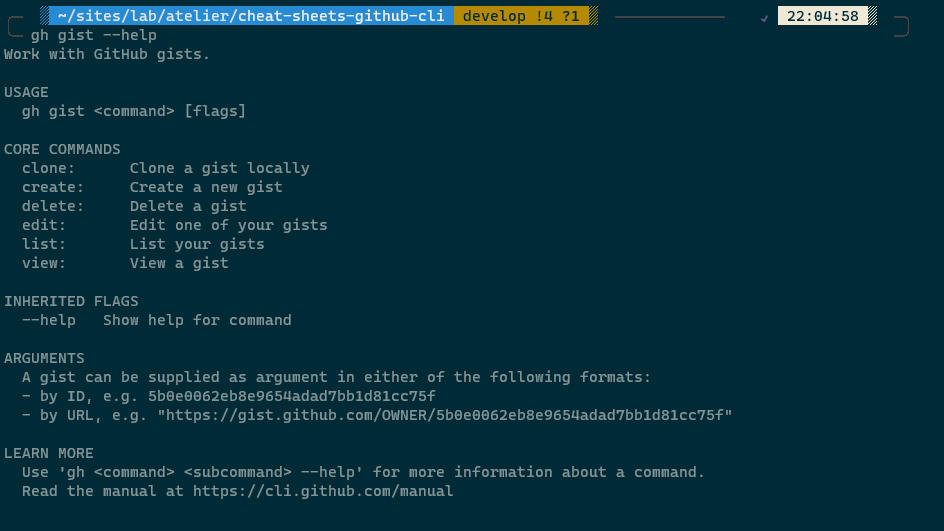 ~/sites/lab/atelier/cheat-sheets-github-cli develop !4 ?1 ✓ 22:04:58
gh gist --help
Work with GitHub gists.
USAGE
gh gist <command> [flags]
CORE COMMANDS
clone: Clone a gist locally
create: Create a new gist
delete: Delete a gist
edit: Edit one of your gists
list: List your gists
view: View a gist
INHERITED FLAGS
--help Show help for command
ARGUMENTS
A gist can be supplied as argument in either of the following formats:
- by ID, e.g. 5b0e0062eb8e9654adad7bb1d81cc75f
- by URL, e.g. "https://gist.github.com/OWNER/5b0e0062eb8e9654adad7bb1d81cc75f"
LEARN MORE
Use 'gh <command> <subcommand> --help' for more information about a command.
Read the manual at https://cli.github.com/manual